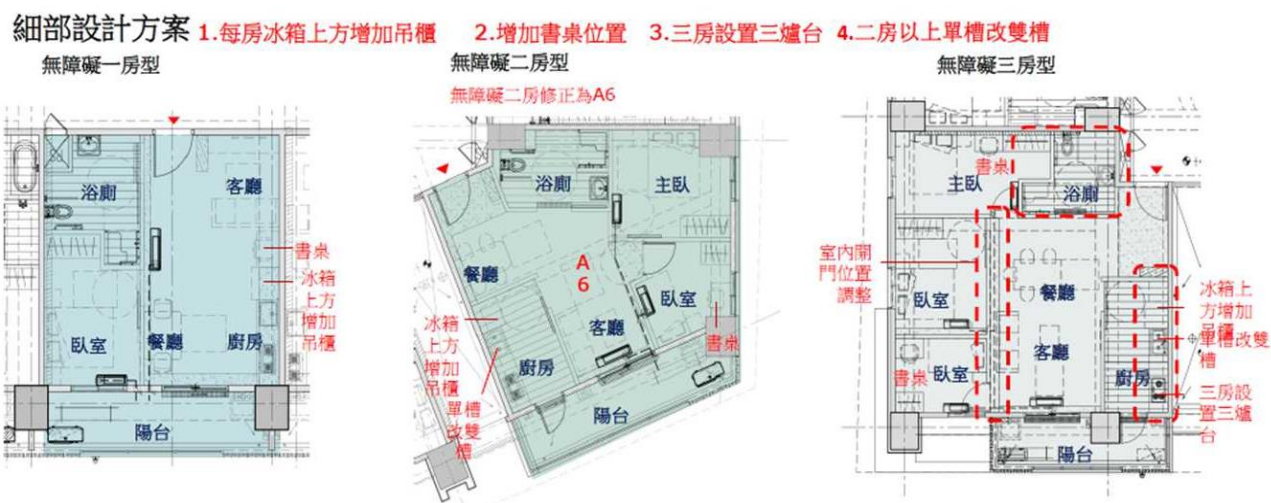 細部設計方案 1.每房冰箱上方增加吊櫃 2.增加書桌位置 3.三房設置三爐台 4.二房以上單槽改雙槽
無障礙一房型
浴廁
客廳
書桌
冰箱
上方
增加
吊櫃
臥室
餐廳
廚房
陽台
無障礙二房型
無障礙二房修正為A6
浴廁
主臥
餐廳
A
6
臥室
客廳
書桌
冰箱
上方
增加
吊櫃
廚房
單槽
改雙
槽
陽台
無障礙三房型
書桌
主臥
浴廁
室內開
門位置
調整
餐廳
臥室
冰箱上
方增加
吊櫃
單槽改雙
槽
客廳
書桌
臥室
廚房
三房設
置三爐
台
陽台